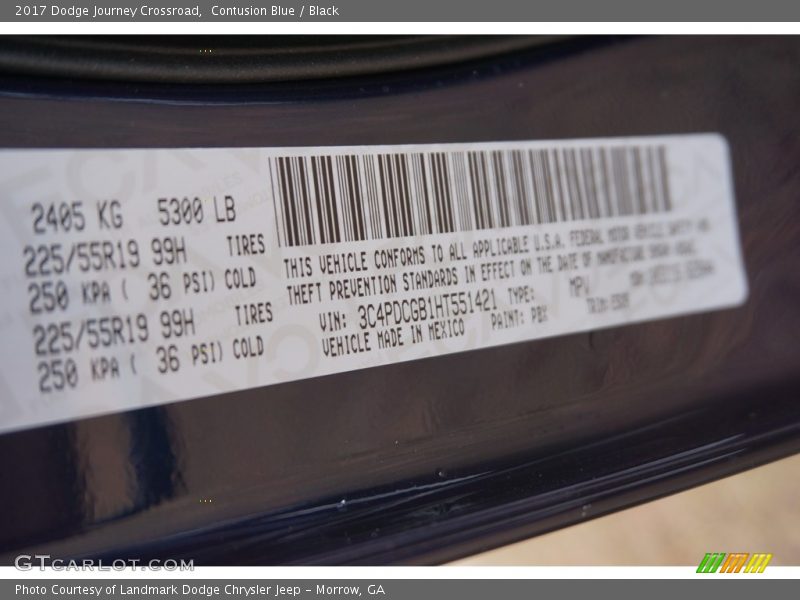 2017 Dodge Journey Crossroad, Contusion Blue / Black
2405 KG 5300 LB
225/55R19 99H TIRES
250 KPA ( 36 PSI) COLD
225/55R19 99H TIRES
250 KPA ( 36 PSI) COLD
THIS VEHICLE CONFORMS TO ALL APPLICABLE U.S.A. FEDERAL MOTOR VEHICLE SAFETY AND
THEFT PREVENTION STANDARDS IN EFFECT ON THE DATE OF MANUFACTURE SHOWN ABOVE.
VIN: 3C4PDCGB1HT551421 TYPE: MPV
VEHICLE MADE IN MEXICO PAINT: PBX TRIM:
GTCARLOT.COM
Photo Courtesy of Landmark Dodge Chrysler Jeep – Morrow, GA